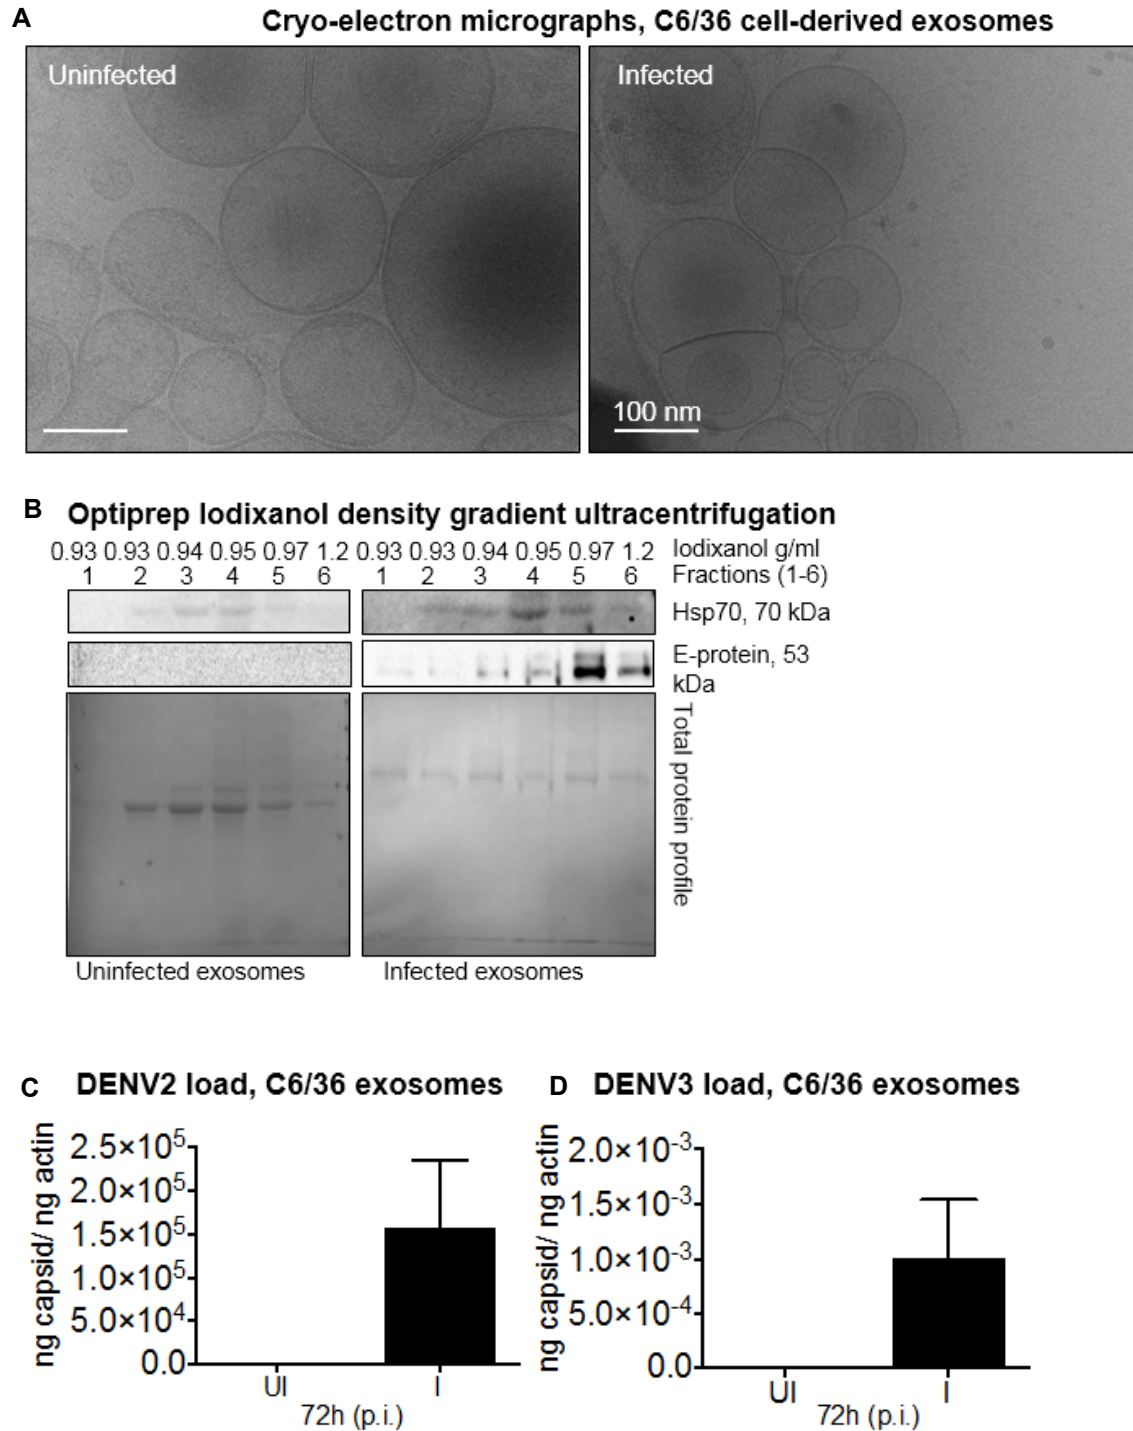 A
Cryo-electron micrographs, C6/36 cell-derived exosomes
Uninfected
Infected
100 nm
B
Optiprep Iodixanol density gradient ultracentrifugation
0.93 0.93 0.94 0.95 0.97 1.2 0.93 0.93 0.94 0.95 0.97 1.2 Iodixanol g/ml
1 2 3 4 5 6 1 2 3 4 5 6 Fractions (1-6)
Hsp70, 70 kDa
E-protein, 53
kDa
Total protein profile
Uninfected exosomes
Infected exosomes
C
DENV2 load, C6/36 exosomes
ng capsid/ ng actin
2.5×10⁵
2.0×10⁵
1.5×10⁵
1.0×10⁵
5.0×10⁴
0.0
UI I
72h (p.i.)
D
DENV3 load, C6/36 exosomes
ng capsid/ ng actin
2.0×10⁻³
1.5×10⁻³
1.0×10⁻³
5.0×10⁻⁴
0.0
UI I
72h (p.i.)